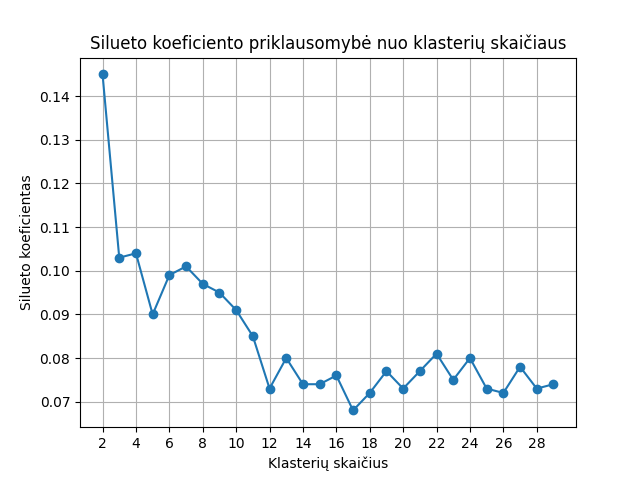 Silueto koeficiento priklausomybė nuo klasterių skaičiaus
Silueto koeficientas
0.14
0.13
0.12
0.11
0.10
0.09
0.08
0.07
2 4 6 8 10 12 14 16 18 20 22 24 26 28
Klasterių skaičius